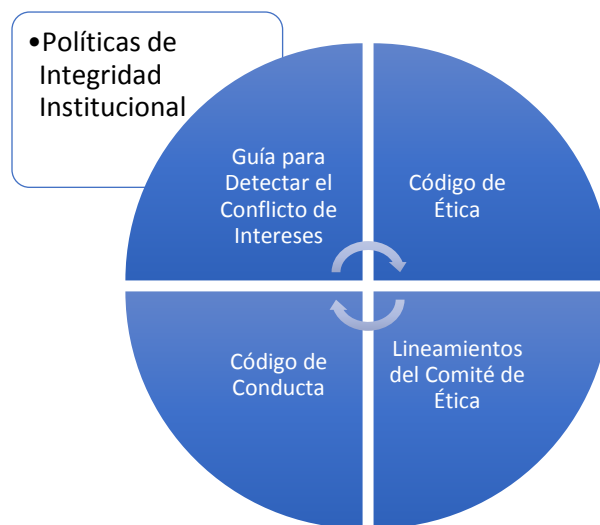 •Políticas de
Integridad
Institucional
Guía para
Detectar el
Conflicto de
Intereses
Código de
Ética
Código de
Conducta
Lineamientos
del Comité de
Ética